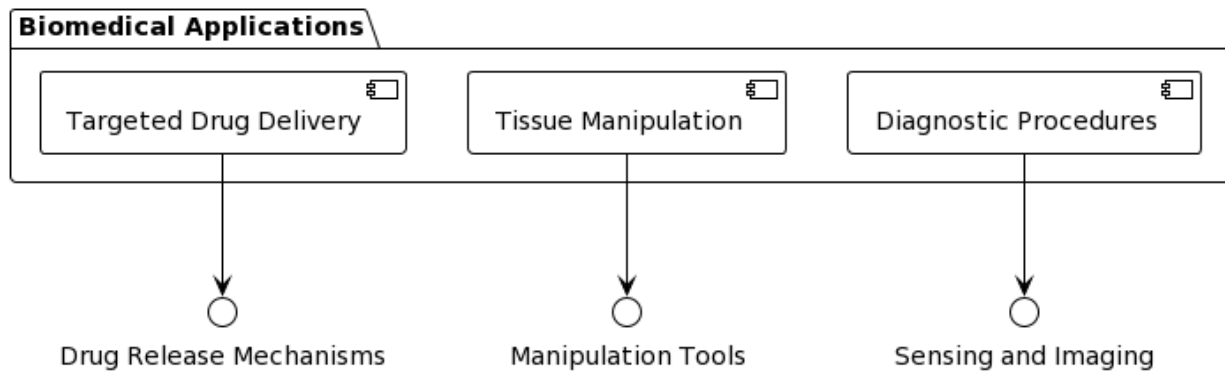 Biomedical Applications
Targeted Drug Delivery
Tissue Manipulation
Diagnostic Procedures
Drug Release Mechanisms
Manipulation Tools
Sensing and Imaging